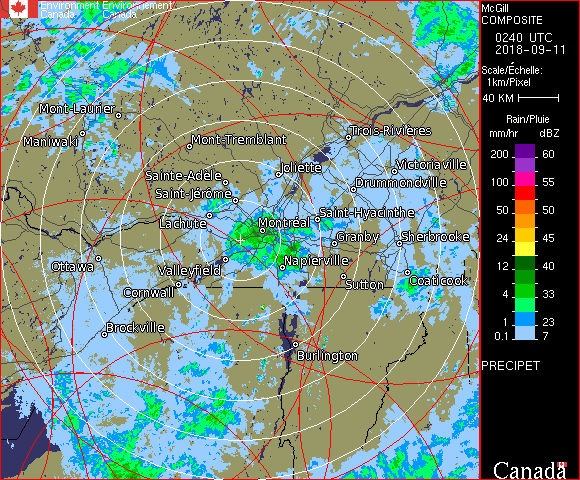 Environment Environnement
Canada Canada
McGill
COMPOSITE
0240 UTC
2018-09-11
Scale/Échelle:
1km/Pixel
40 KM
Rain/Pluie
mm/hr dBZ
200 60
100 55
50 50
24 45
12 40
4 33
1 23
0.1 7
PRECIPET
Canada
Mont-Laurier
Maniwaki
Mont-Tremblant
Trois-Rivières
Sainte-Adèle
Joliette
Victoriaville
Saint-Jérôme
Drummondville
Lachute
Montréal
Saint-Hyacinthe
Granby
Sherbrooke
Ottawa
Valleyfield
Napierville
Cornwall
Sutton
Coaticook
Brockville
Burlington